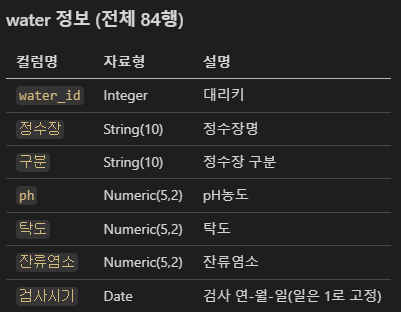 water 정보 (전체 84행)
컬럼명 자료형 설명
water_id Integer 대리키
정수장 String(10) 정수장명
구분 String(10) 정수장 구분
ph Numeric(5,2) pH농도
탁도 Numeric(5,2) 탁도
잔류염소 Numeric(5,2) 잔류염소
검사시기 Date 검사 연-월-일(일은 1로 고정)